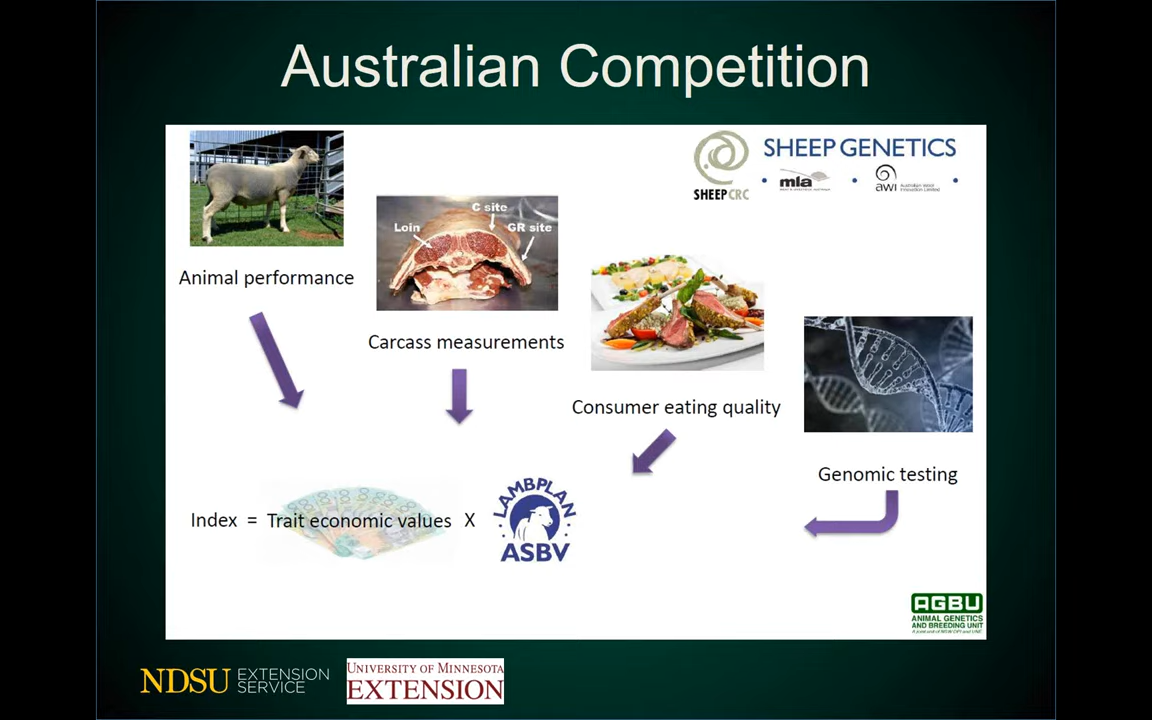 Australian Competition
SHEEP GENETICS
SHEEP CRC
mla
awi
C site
Loin
GR site
Animal performance
Carcass measurements
Consumer eating quality
Genomic testing
Index = Trait economic values X
LAMBPLAN
ASBV
AGBU
ANIMAL GENETICS
AND BREEDING UNIT
NDSU EXTENSION
SERVICE
UNIVERSITY OF MINNESOTA
EXTENSION